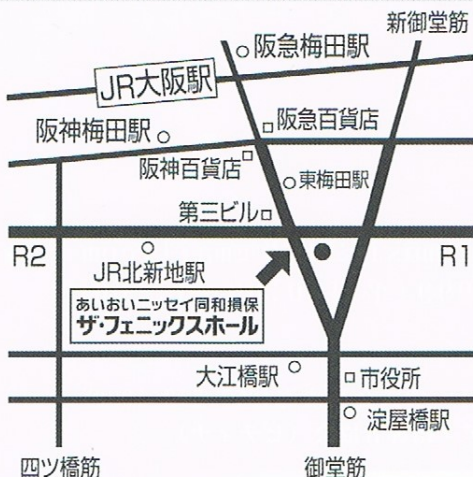 新御堂筋
阪急梅田駅
JR大阪駅
阪急百貨店
阪神梅田駅
阪神百貨店
東梅田駅
第三ビル
R2
R1
JR北新地駅
あいおいニッセイ同和損保
ザ・フェニックスホール
大江橋駅
市役所
淀屋橋駅
四ツ橋筋
御堂筋